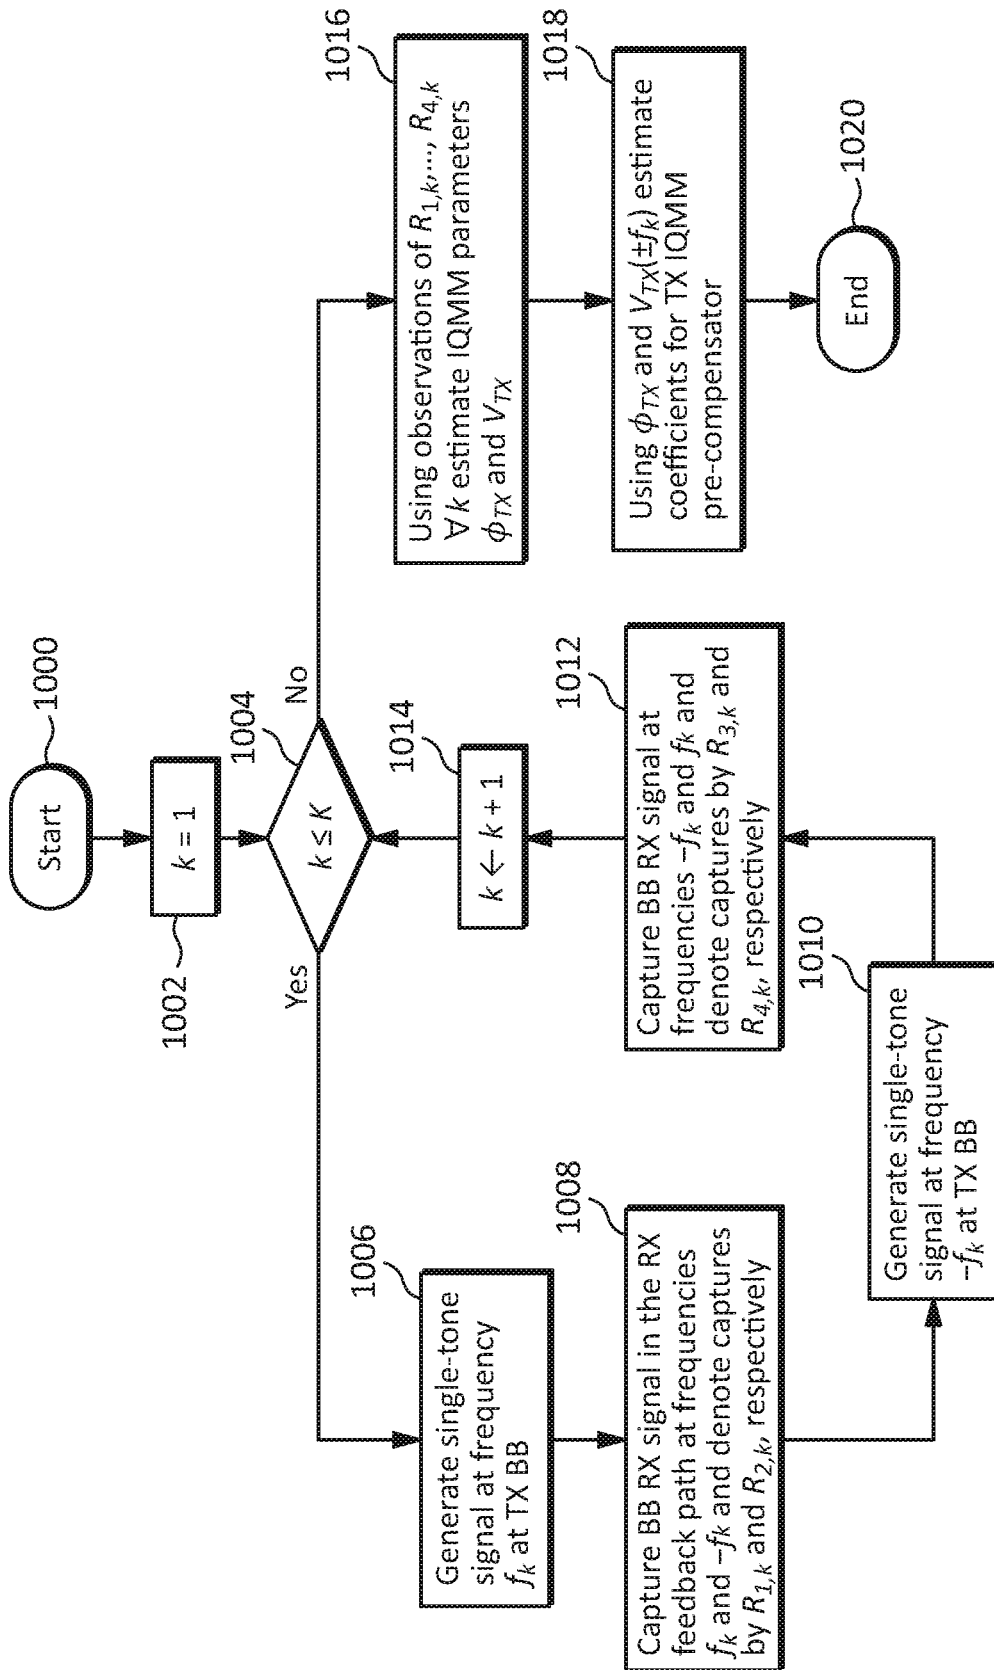 Start
1000
k = 1
1002
k ≤ K
1004
Yes
No
Generate single-tone
signal at frequency
f_k at TX BB
1006
Capture BB RX signal in the RX
feedback path at frequencies
f_k and −f_k and denote captures
by R_{1,k} and R_{2,k}, respectively
1008
Generate single-tone
signal at frequency
−f_k at TX BB
1010
Capture BB RX signal at
frequencies −f_k and f_k and
denote captures by R_{3,k} and
R_{4,k}, respectively
1012
k ← k + 1
1014
Using observations of R_{1,k},..., R_{4,k}
∀k estimate IQMM parameters
ϕ_{TX} and V_{TX}
1016
Using ϕ_{TX} and V_{TX}(±f_k) estimate
coefficients for TX IQMM
pre-compensator
1018
End
1020